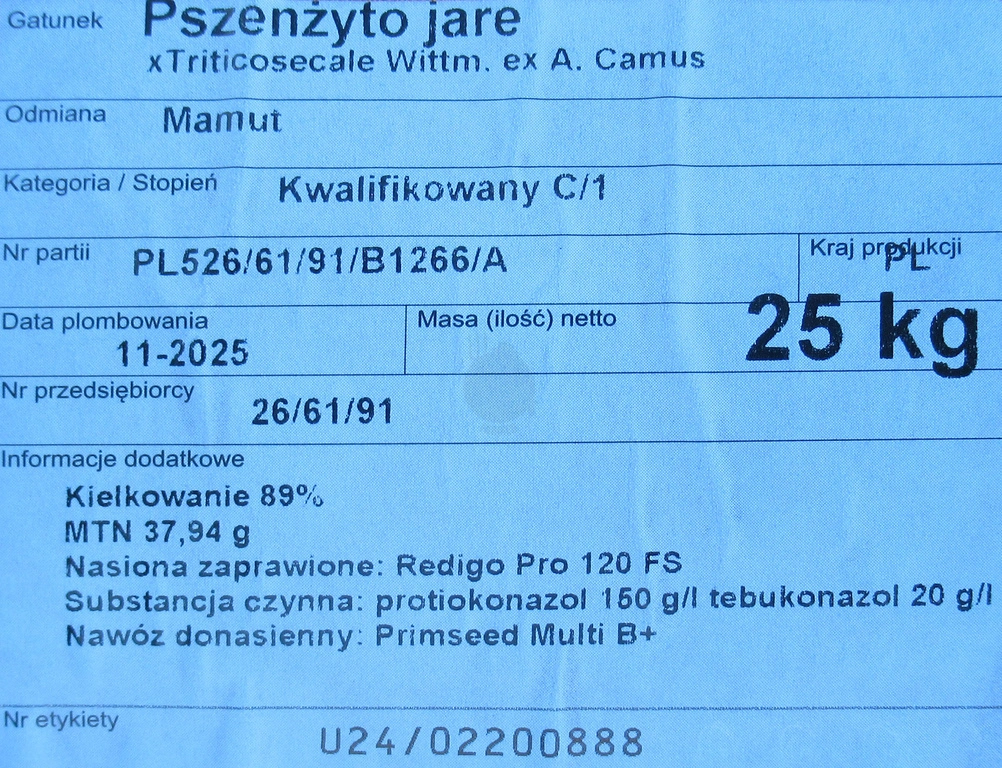 Gatunek Pszenżyto jare
xTriticosecale Wittm. ex A. Camus
Odmiana Mamut
Kategoria / Stopień Kwalifikowany C/1
Nr partii PL526/61/91/B1266/A Kraj produkcji PL
Data plombowania Masa (ilość) netto 25 kg
11-2025
Nr przedsiębiorcy
26/61/91
Informacje dodatkowe
Kielkowanie 89%
MTN 37,94 g
Nasiona zaprawione: Redigo Pro 120 FS
Substancja czynna: protiokonazol 150 g/l tebukonazol 20 g/l
Nawóz donasienny: Primseed Multi B+
Nr etykiety
U24/02200888